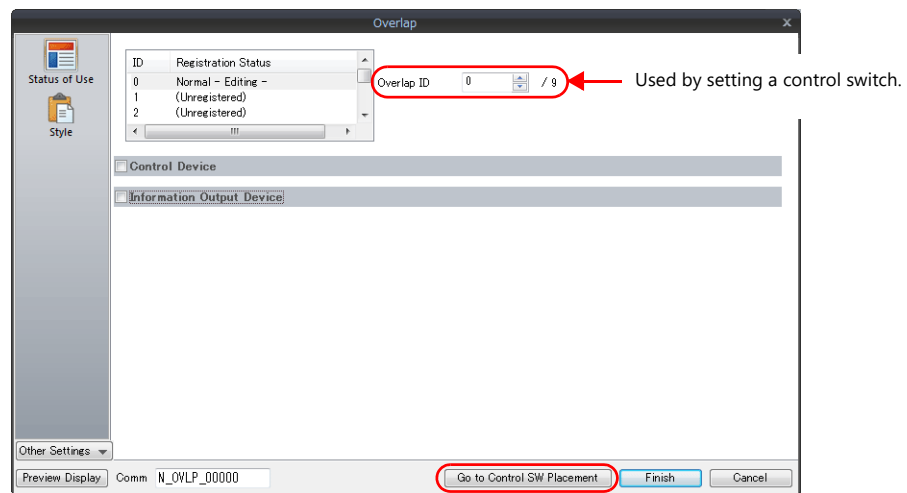 Overlap
x
Status of Use
Style
ID Registration Status
0 Normal - Editing -
1 (Unregistered)
2 (Unregistered)
Overlap ID 0 / 9
Used by setting a control switch.
Control Device
Information Output Device
Other Settings
Preview Display Comm N_OVLP_00000 Go to Control SW Placement Finish Cancel